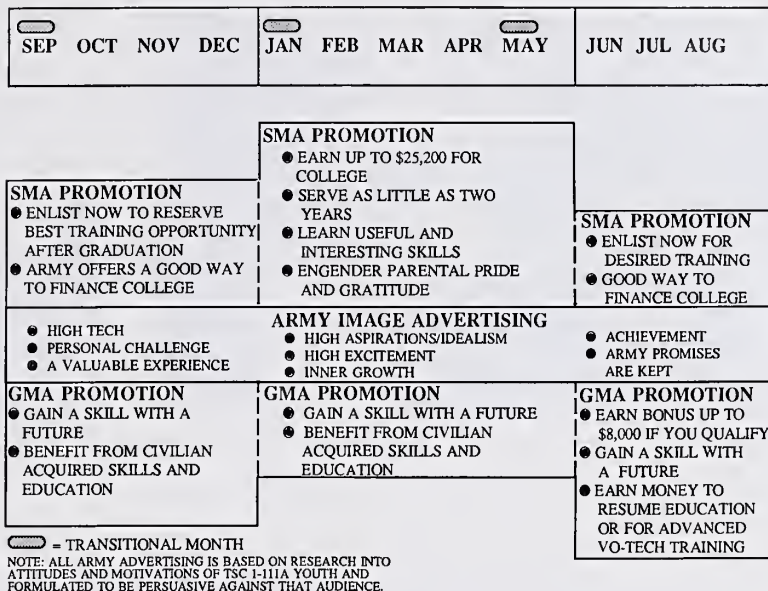 SEP OCT NOV DEC JAN FEB MAR APR MAY JUN JUL AUG
SMA PROMOTION
● ENLIST NOW TO RESERVE
BEST TRAINING OPPORTUNITY
AFTER GRADUATION
● ARMY OFFERS A GOOD WAY
TO FINANCE COLLEGE
SMA PROMOTION
● EARN UP TO $25,200 FOR
COLLEGE
● SERVE AS LITTLE AS TWO
YEARS
● LEARN USEFUL AND
INTERESTING SKILLS
● ENGENDER PARENTAL PRIDE
AND GRATITUDE
SMA PROMOTION
● ENLIST NOW FOR
DESIRED TRAINING
● GOOD WAY TO
FINANCE COLLEGE
ARMY IMAGE ADVERTISING
● HIGH TECH
● PERSONAL CHALLENGE
● A VALUABLE EXPERIENCE
● HIGH ASPIRATIONS/IDEALISM
● HIGH EXCITEMENT
● INNER GROWTH
● ACHIEVEMENT
● ARMY PROMISES
ARE KEPT
GMA PROMOTION
● GAIN A SKILL WITH A
FUTURE
● BENEFIT FROM CIVILIAN
ACQUIRED SKILLS AND
EDUCATION
GMA PROMOTION
● GAIN A SKILL WITH A FUTURE
● BENEFIT FROM CIVILIAN
ACQUIRED SKILLS AND
EDUCATION
GMA PROMOTION
● EARN BONUS UP TO
$8,000 IF YOU QUALIFY
● GAIN A SKILL WITH
A FUTURE
● EARN MONEY TO
RESUME EDUCATION
OR FOR ADVANCED
VO-TECH TRAINING
= TRANSITIONAL MONTH
NOTE: ALL ARMY ADVERTISING IS BASED ON RESEARCH INTO
ATTITUDES AND MOTIVATIONS OF TSC 1-111A YOUTH AND
FORMULATED TO BE PERSUASIVE AGAINST THAT AUDIENCE.